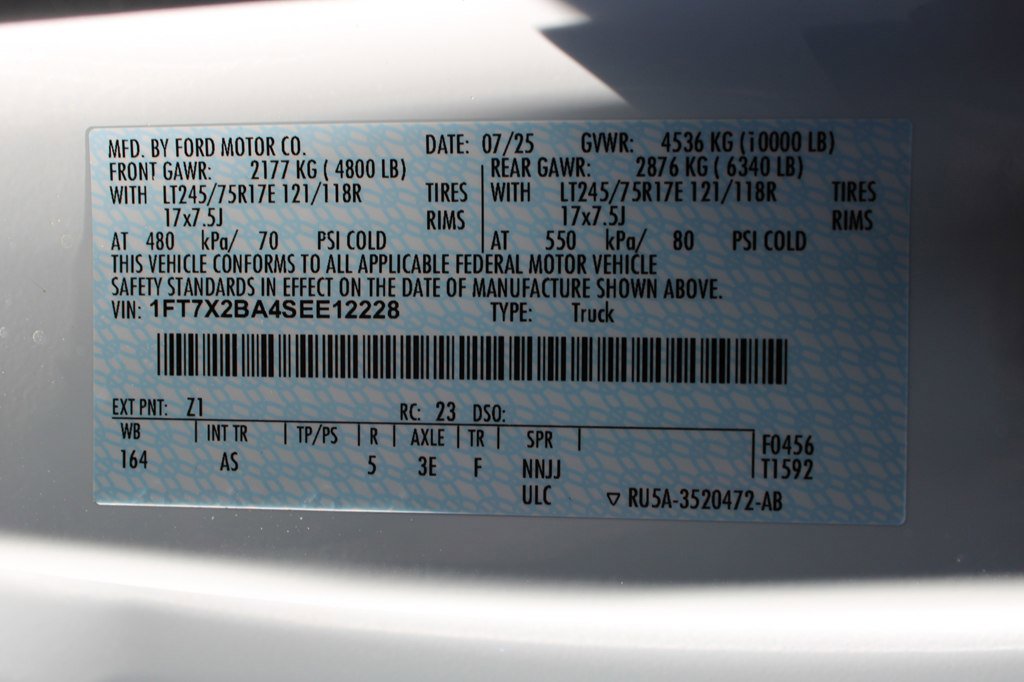 MFD. BY FORD MOTOR CO. DATE: 07/25 GVWR: 4536 KG (10000 LB)
FRONT GAWR: 2177 KG ( 4800 LB) REAR GAWR: 2876 KG ( 6340 LB)
WITH LT245/75R17E 121/118R TIRES WITH LT245/75R17E 121/118R TIRES
17x7.5J RIMS 17x7.5J RIMS
AT 480 kPa/ 70 PSI COLD AT 550 kPa/ 80 PSI COLD
THIS VEHICLE CONFORMS TO ALL APPLICABLE FEDERAL MOTOR VEHICLE
SAFETY STANDARDS IN EFFECT ON THE DATE OF MANUFACTURE SHOWN ABOVE.
VIN: 1FT7X2BA4SEE12228 TYPE: Truck
EXT PNT: Z1 RC: 23 DSO:
WB INT TR TP/PS R AXLE TR SPR F0456
164 AS 5 3E F NNJJ T1592
ULC RU5A-3520472-AB